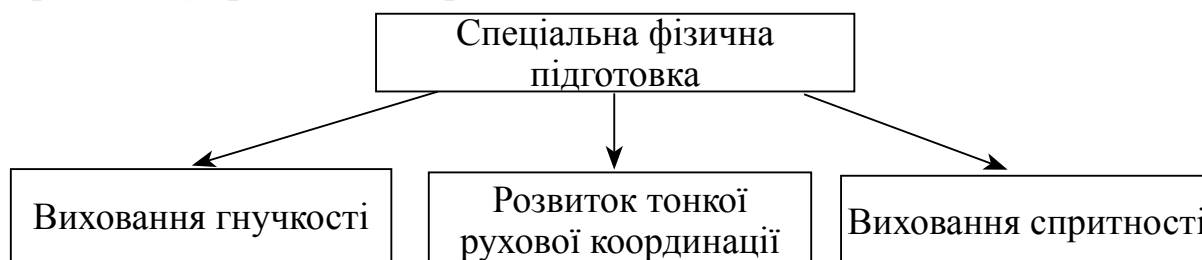 Спеціальна фізична
підготовка
Виховання гнучкості
Розвиток тонкої
рухової координації
Виховання спритності